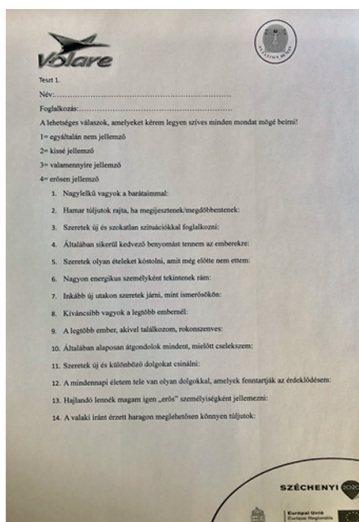 Volare
Teszt 1.
Név:
Foglalkozás:
A lehetséges válaszok, amelyeket kérem legyen szíves minden mondat mögé beírni!
1= egyáltalán nem jellemző
2= kissé jellemző
3= valamennyire jellemző
4= erősen jellemző
1. Nagylelkű vagyok a barátaimmal:
2. Hamar túljutok rajta, ha megijesztenek/megdöbbentenek:
3. Szeretek új és szokatlan szituációkkal foglalkozni:
4. Általában sikerül kedvező benyomást tennem az emberekre:
5. Szeretek olyan ételeket kóstolni, amit még előtte nem ettem:
6. Nagyon energikus személyként tekintenek rám:
7. Inkább új utakon szeretek járni, mint ismerősökön:
8. Kíváncsibb vagyok a legtöbb embernél:
9. A legtöbb ember, akivel találkozom, rokonszenves:
10. Általában alaposan átgondolok mindent, mielőtt cselekszem:
11. Szeretek új és különböző dolgokat csinálni:
12. A mindennapi életem tele van olyan dolgokkal, amelyek fenntartják az érdeklődésem:
13. Hajlandó lennék magam igen „erős” személyiségként jellemezni:
14. A valaki iránt érzett haragon meglehetősen könnyen túljutok:
SZÉCHENYI
Európai Unió
Európai Regionális